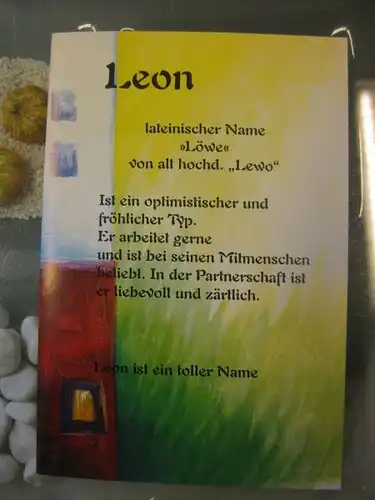 Leon
lateinischer Name
»Löwe«
von alt hochd. „Lewo“
Ist ein optimistischer und
fröhlicher Typ.
Er arbeitet gerne
und ist bei seinen Mitmenschen
beliebt. In der Partnerschaft ist
er liebevoll und zärtlich.
Leon ist ein toller Name